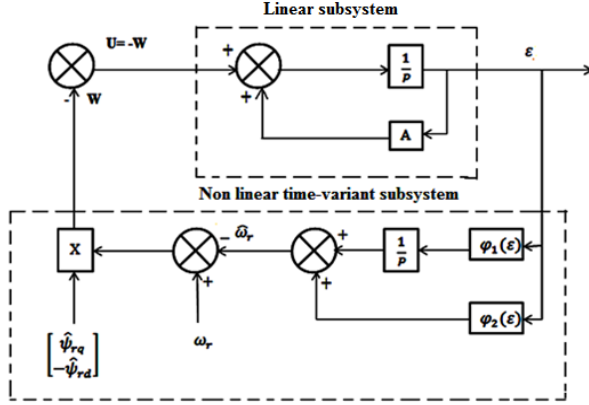 Linear subsystem
U= -W
+
1/P
ε
- W
+
A
Non linear time-variant subsystem
X
- ω̂ᵣ
+
1/P
φ₁(ε)
+
+
φ₂(ε)
[ψ̂rq
-ψ̂rd]
ωᵣ